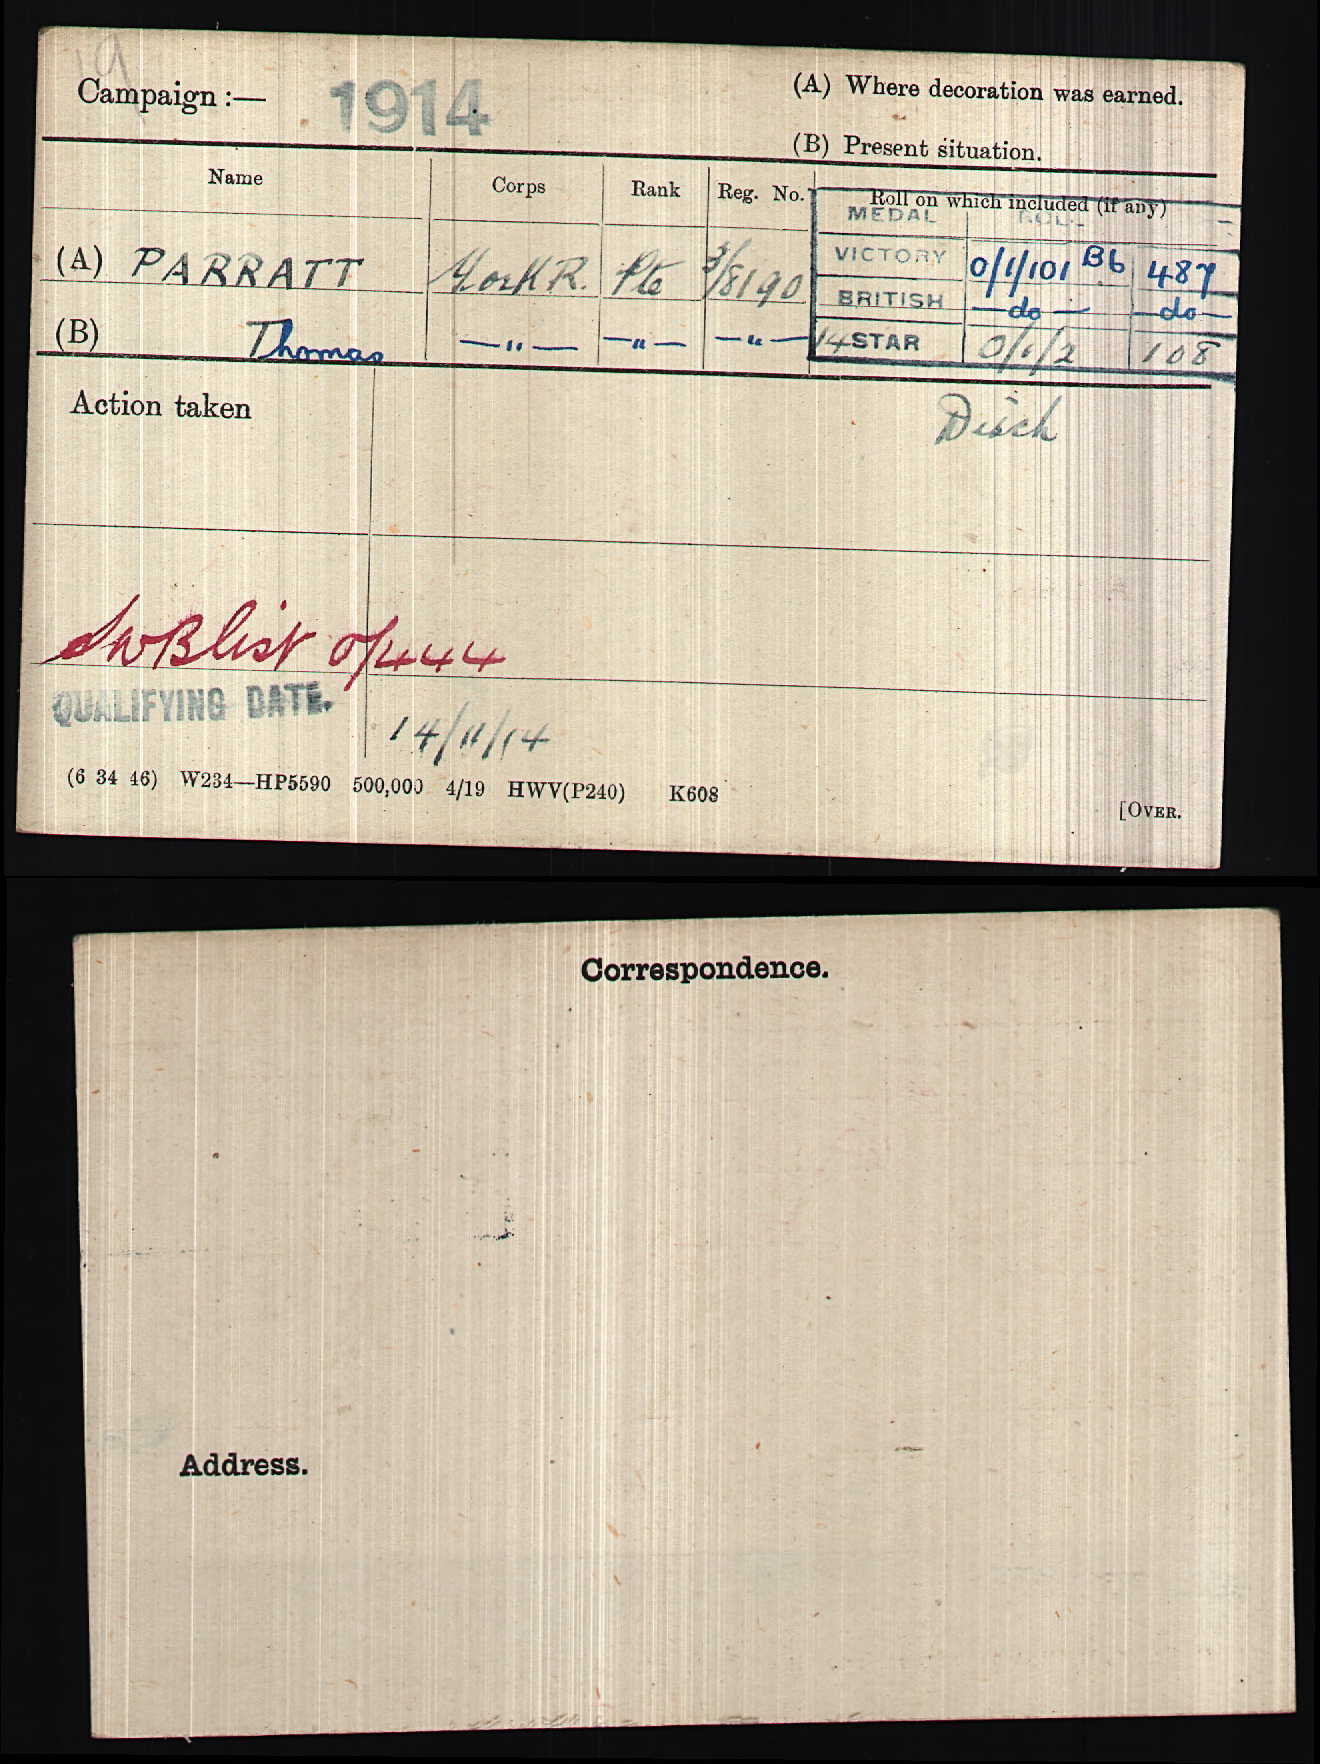 19
Campaign :— 1914
(A) Where decoration was earned.
(B) Present situation.
Name Corps Rank Reg. No. Roll on which included (if any)
MEDAL ROLL
(A) PARRATT York R. Pte 3/8190 VICTORY 0/1/101 B6 487
BRITISH —do— —do—
(B) Thomas —"— —"— —"— 14 STAR 0/1/2 108
Action taken
Disch
SWB list 0/444
QUALIFYING DATE. 14/11/14
(6 34 46) W234—HP5590 500,000 4/19 HWV(P240) K608
[OVER.
Correspondence.
Address.